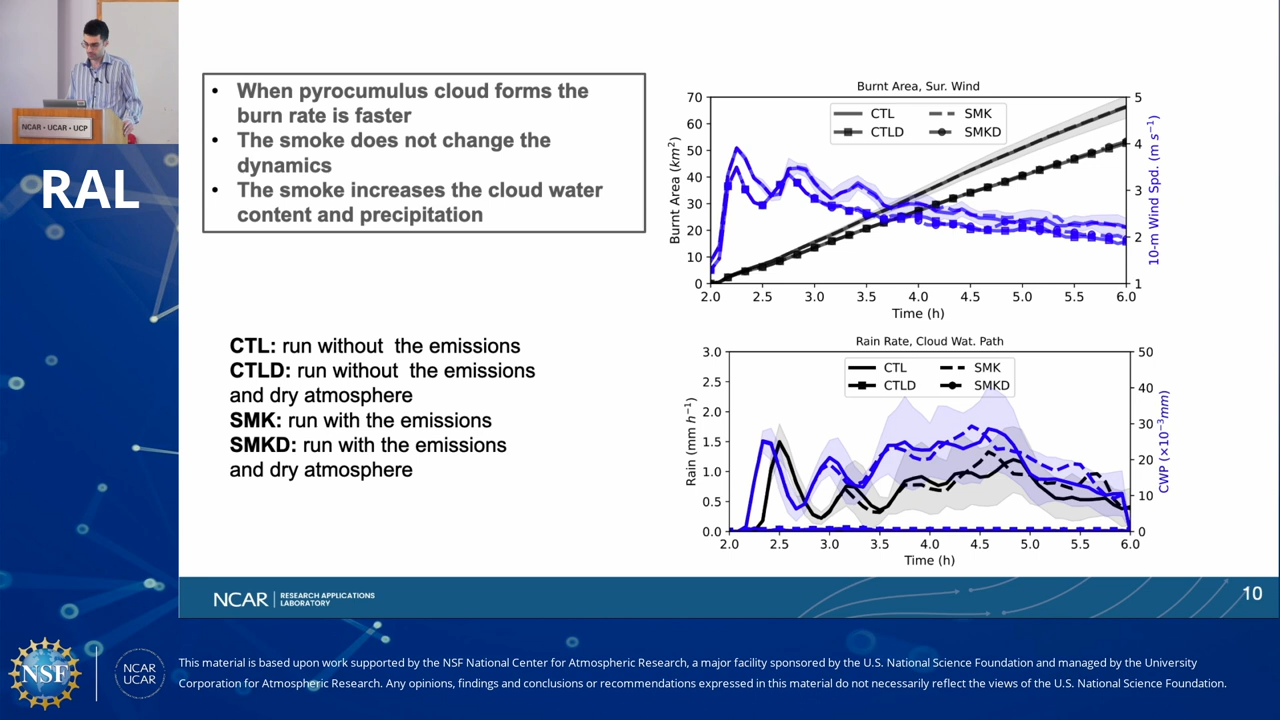 NCAR • UCAR • UCP
RAL
• When pyrocumulus cloud forms the
burn rate is faster
• The smoke does not change the
dynamics
• The smoke increases the cloud water
content and precipitation
CTL: run without the emissions
CTLD: run without the emissions
and dry atmosphere
SMK: run with the emissions
SMKD: run with the emissions
and dry atmosphere
Burnt Area, Sur. Wind
CTL SMK
CTLD SMKD
Burnt Area (km²)
70
60
50
40
30
20
10
0
5
4
3
2
1
10-m Wind Spd. (m s⁻¹)
2.0 2.5 3.0 3.5 4.0 4.5 5.0 5.5 6.0
Time (h)
Rain Rate, Cloud Wat. Path
CTL SMK
CTLD SMKD
Rain (mm h⁻¹)
3.0
2.5
2.0
1.5
1.0
0.5
0.0
50
40
30
20
10
0
CWP (×10⁻³mm)
2.0 2.5 3.0 3.5 4.0 4.5 5.0 5.5 6.0
Time (h)
NCAR | RESEARCH APPLICATIONS
LABORATORY
10
NSF
NCAR
UCAR
This material is based upon work supported by the NSF National Center for Atmospheric Research, a major facility sponsored by the U.S. National Science Foundation and managed by the University
Corporation for Atmospheric Research. Any opinions, findings and conclusions or recommendations expressed in this material do not necessarily reflect the views of the U.S. National Science Foundation.